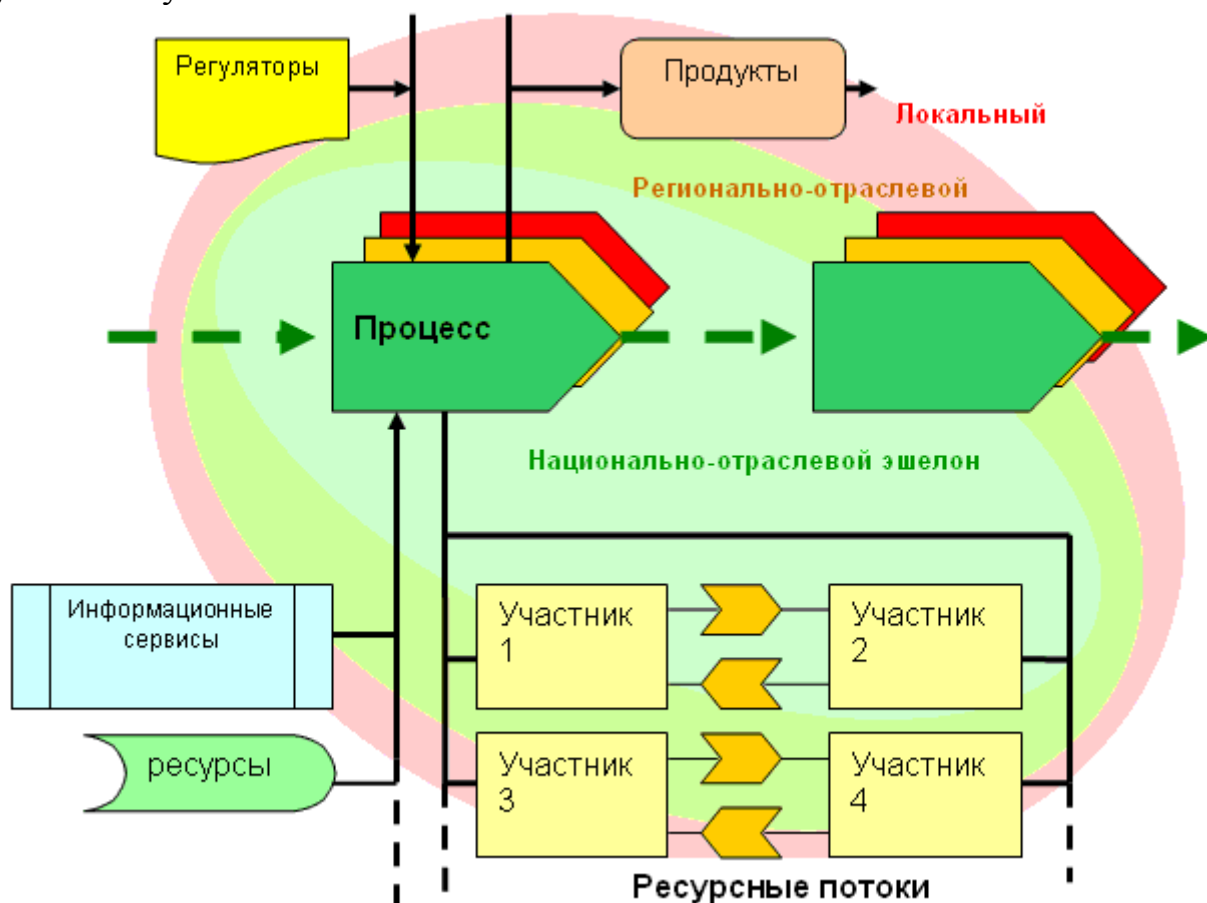 Регуляторы
Продукты
Локальный
Регионально-отраслевой
Процесс
Национально-отраслевой эшелон
Информационные
сервисы
Участник
1
Участник
2
ресурсы
Участник
3
Участник
4
Ресурсные потоки